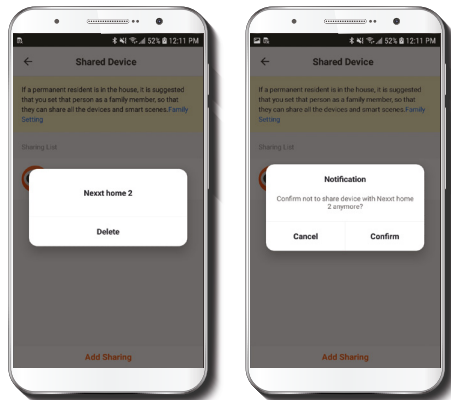 52% 12:11 PM
Shared Device
If a permanent resident is in the house, it is suggested
that you set that person as a family member, so that
they can share all the devices and smart scenes.Family
Setting
Sharing List
Nexxt home 2
Delete
Add Sharing
52% 12:11 PM
Shared Device
If a permanent resident is in the house, it is suggested
that you set that person as a family member, so that
they can share all the devices and smart scenes.Family
Setting
Sharing List
Notification
Confirm not to share device with Nexxt home
2 anymore?
Cancel Confirm
Add Sharing